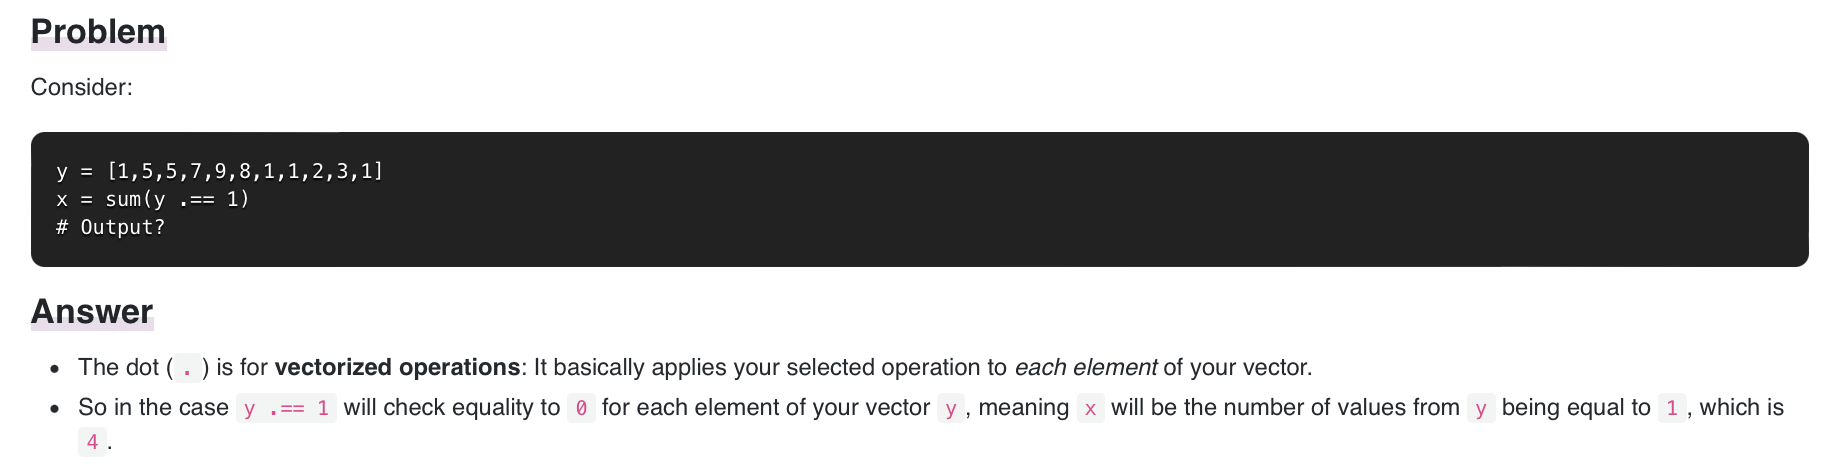 Problem
Consider:
y = [1,5,5,7,9,8,1,1,2,3,1]
x = sum(y .== 1)
# Output?
Answer
• The dot ( . ) is for vectorized operations: It basically applies your selected operation to each element of your vector.
• So in the case y .== 1 will check equality to 0 for each element of your vector y , meaning x will be the number of values from y being equal to 1 , which is
4 .